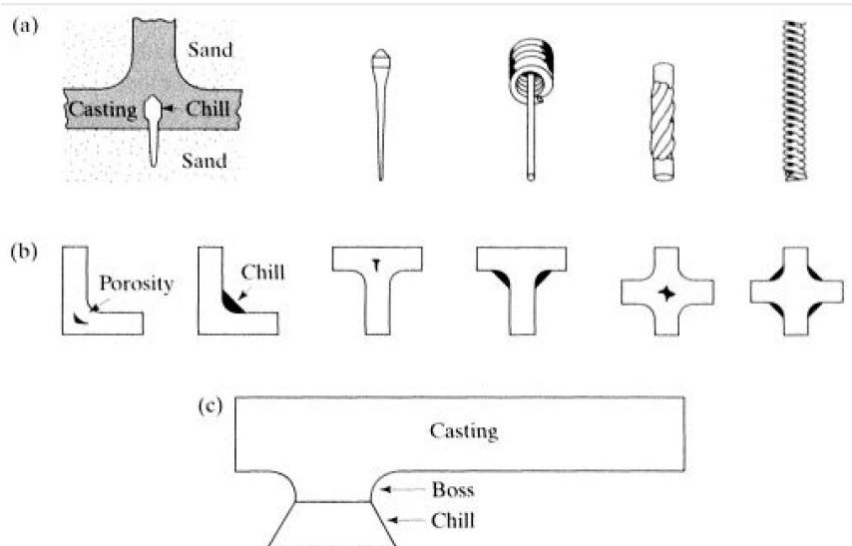 (a)
Sand
Casting
Chill
Sand
(b)
Porosity
Chill
(c)
Casting
Boss
Chill